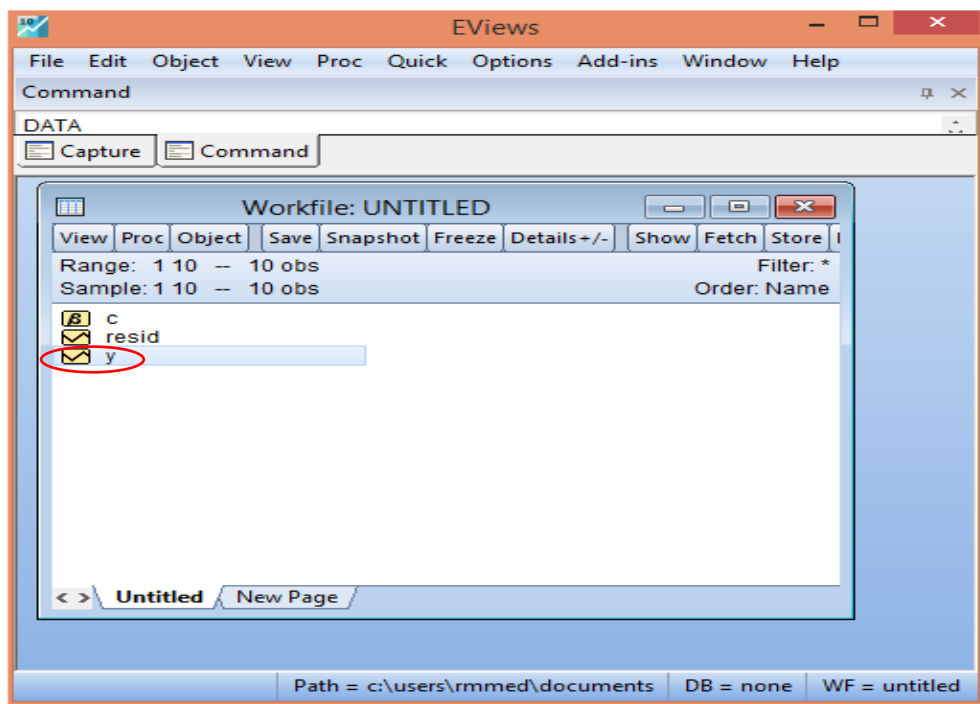 10
EViews
File Edit Object View Proc Quick Options Add-ins Window Help
Command
DATA
Capture Command
Workfile: UNTITLED
View Proc Object Save Snapshot Freeze Details+/- Show Fetch Store
Range: 1 10 -- 10 obs Filter: *
Sample: 1 10 -- 10 obs Order: Name
β c
resid
y
< > Untitled New Page
Path = c:\users\rmmed\documents DB = none WF = untitled